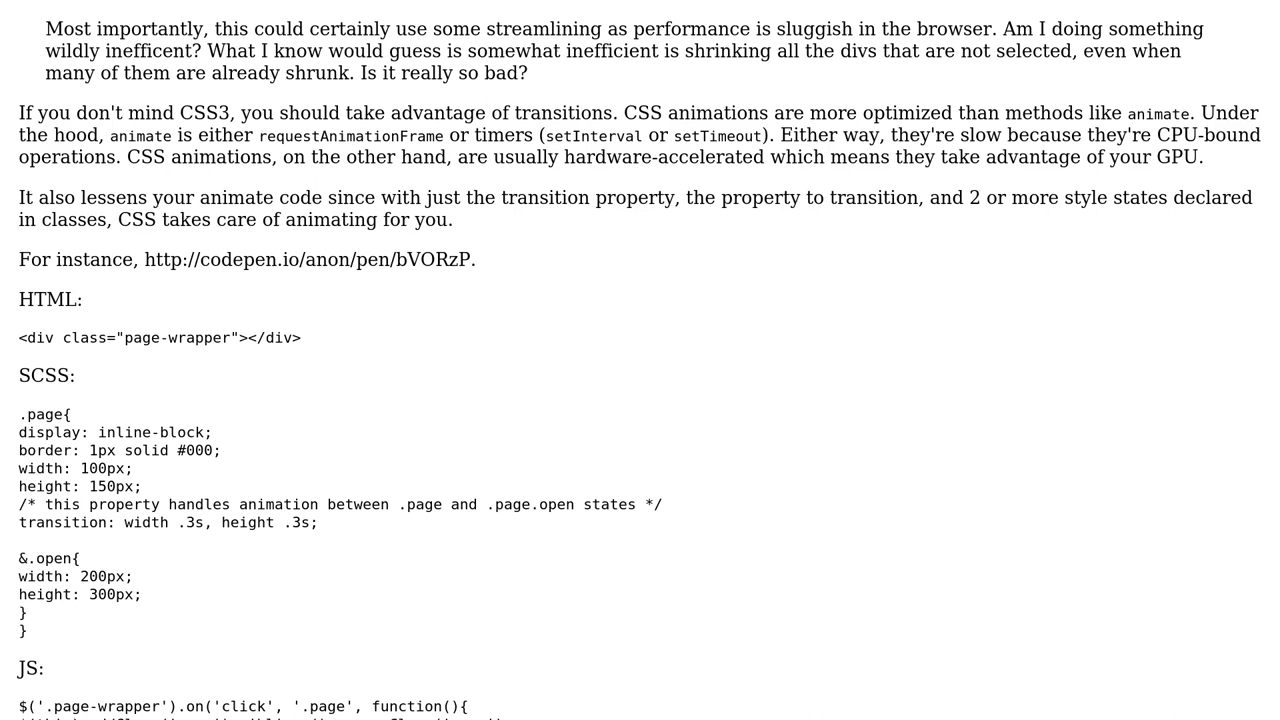 Most importantly, this could certainly use some streamlining as performance is sluggish in the browser. Am I doing something
wildly inefficent? What I know would guess is somewhat inefficient is shrinking all the divs that are not selected, even when
many of them are already shrunk. Is it really so bad?
If you don't mind CSS3, you should take advantage of transitions. CSS animations are more optimized than methods like animate. Under
the hood, animate is either requestAnimationFrame or timers (setInterval or setTimeout). Either way, they're slow because they're CPU-bound
operations. CSS animations, on the other hand, are usually hardware-accelerated which means they take advantage of your GPU.
It also lessens your animate code since with just the transition property, the property to transition, and 2 or more style states declared
in classes, CSS takes care of animating for you.
For instance, http://codepen.io/anon/pen/bVORzP.
HTML:
<div class="page-wrapper"></div>
SCSS:
.page{
display: inline-block;
border: 1px solid #000;
width: 100px;
height: 150px;
/* this property handles animation between .page and .page.open states */
transition: width .3s, height .3s;
&.open{
width: 200px;
height: 300px;
}
}
JS:
$('.page-wrapper').on('click', '.page', function(){